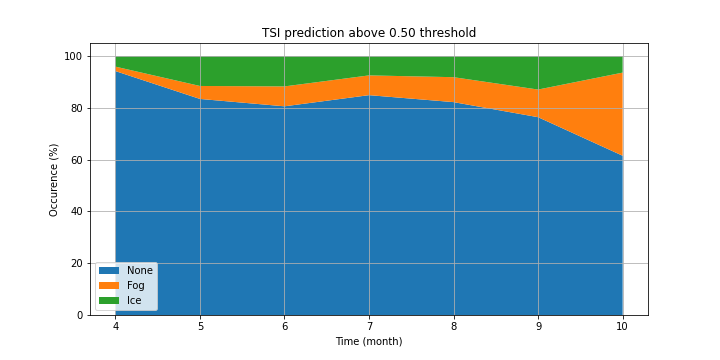 TSI prediction above 0.50 threshold
Occurence (%)
100
80
60
40
20
0
None
Fog
Ice
4 5 6 7 8 9 10
Time (month)